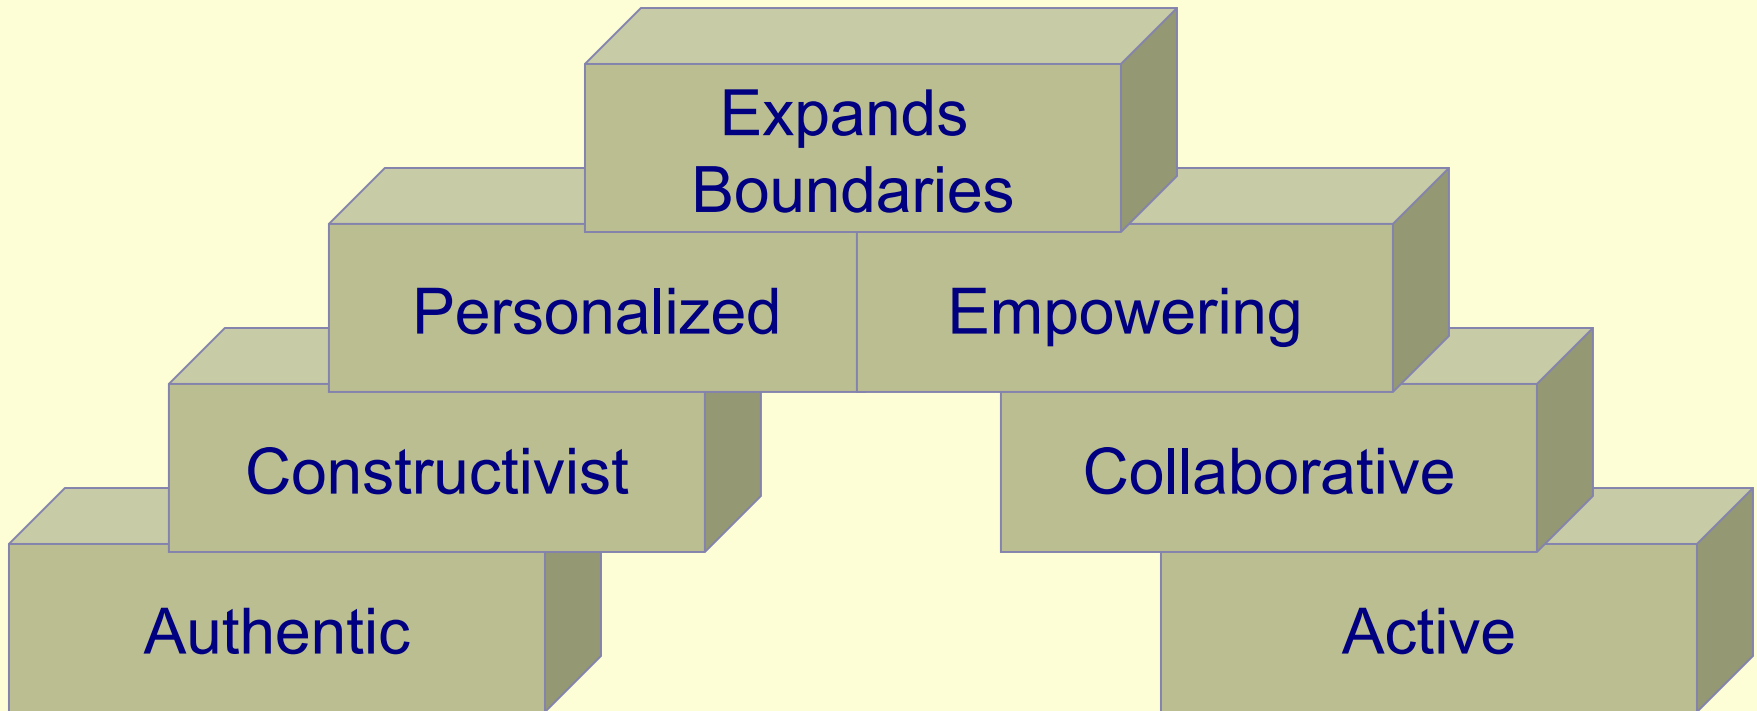 Expands
Boundaries
Personalized
Empowering
Constructivist
Collaborative
Authentic
Active